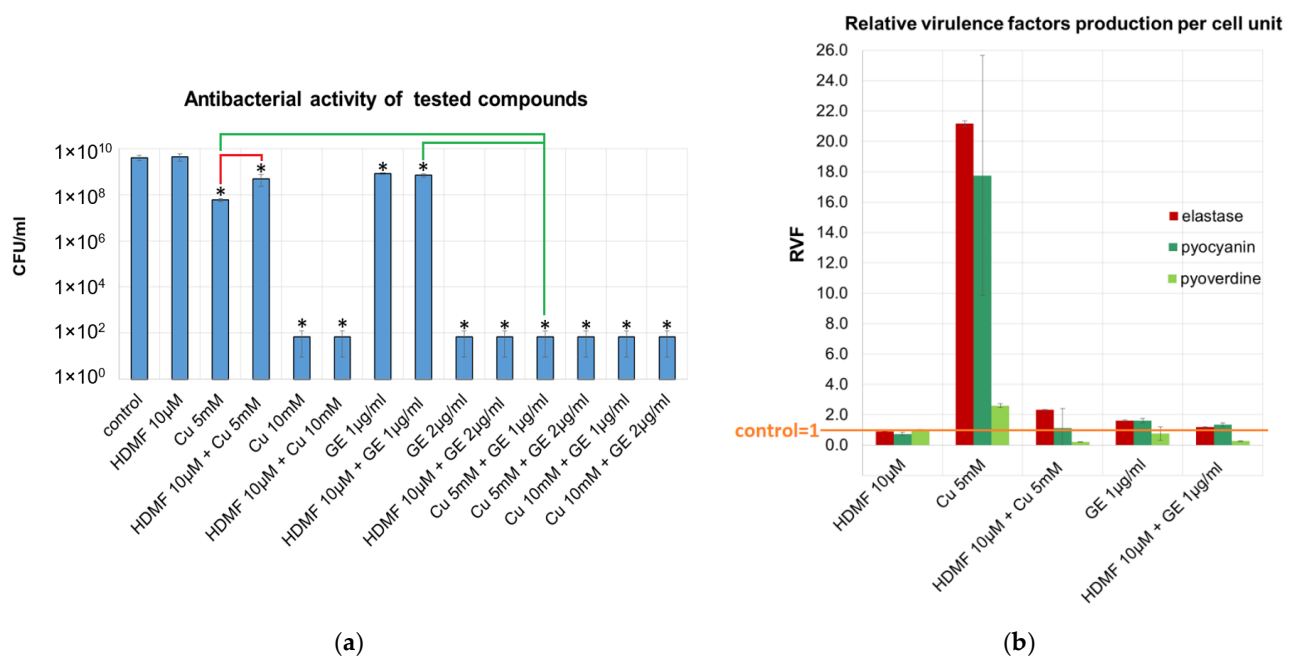 Antibacterial activity of tested compounds
CFU/ml
1×10¹⁰
1×10⁸
1×10⁶
1×10⁴
1×10²
1×10⁰
*
*
*
*
*
*
*
*
*
*
*
*
control
HDMF 10µM
Cu 5mM
HDMF 10µM + Cu 5mM
Cu 10mM
HDMF 10µM + Cu 10mM
GE 1µg/ml
HDMF 10µM + GE 1µg/ml
GE 2µg/ml
HDMF 10µM + GE 2µg/ml
Cu 5mM + GE 1µg/ml
Cu 5mM + GE 2µg/ml
Cu 10mM + GE 1µg/ml
Cu 10mM + GE 2µg/ml
(a)
Relative virulence factors production per cell unit
RVF
26.0
24.0
22.0
20.0
18.0
16.0
14.0
12.0
10.0
8.0
6.0
4.0
2.0
0.0
control=1
elastase
pyocyanin
pyoverdine
HDMF 10µM
Cu 5mM
HDMF 10µM + Cu 5mM
GE 1µg/ml
HDMF 10µM + GE 1µg/ml
(b)